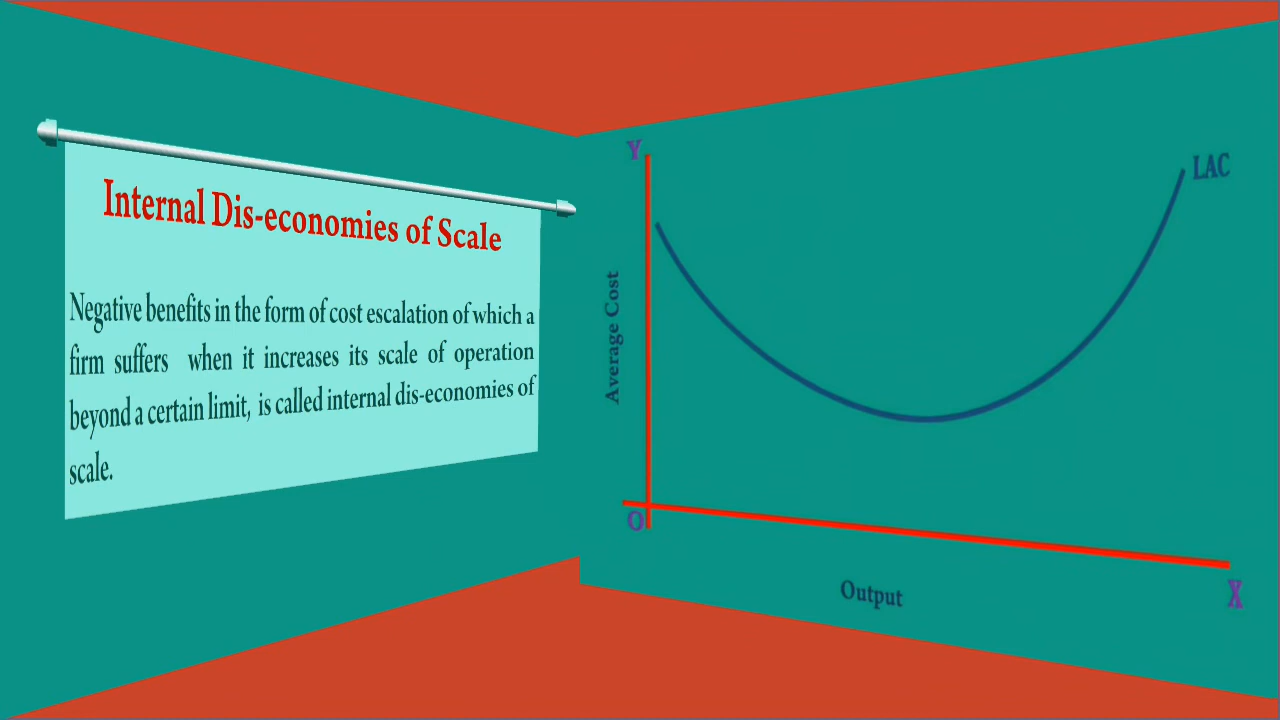 Internal Dis-economies of Scale
Negative benefits in the form of cost escalation of which a
firm suffers when it increases its scale of operation
beyond a certain limit, is called internal dis-economies of
scale.
Y
LAC
Average Cost
O
Output
X